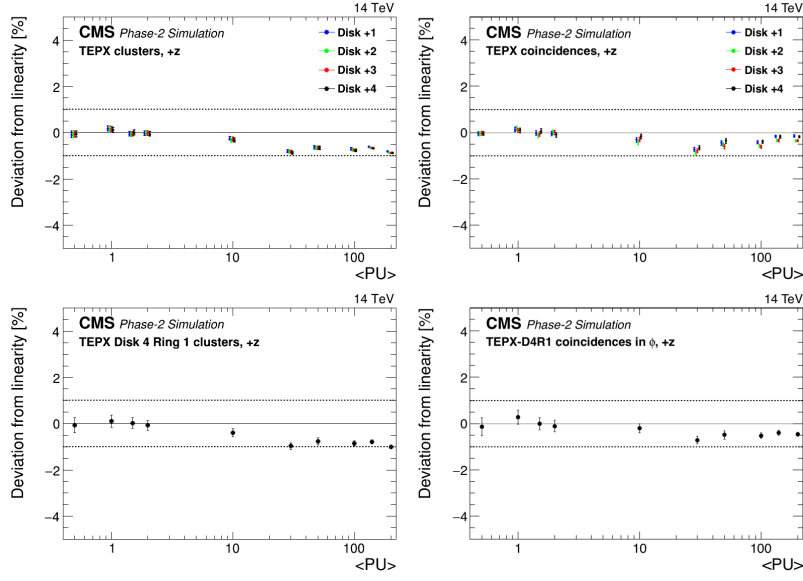 14 TeV
Deviation from linearity [%]
CMS Phase-2 Simulation
TEPX clusters, +z
Disk +1
Disk +2
Disk +3
Disk +4
4
2
0
−2
−4
1
10
100
<PU>
14 TeV
Deviation from linearity [%]
CMS Phase-2 Simulation
TEPX coincidences, +z
Disk +1
Disk +2
Disk +3
Disk +4
4
2
0
−2
−4
1
10
100
<PU>
14 TeV
Deviation from linearity [%]
CMS Phase-2 Simulation
TEPX Disk 4 Ring 1 clusters, +z
4
2
0
−2
−4
1
10
100
<PU>
14 TeV
Deviation from linearity [%]
CMS Phase-2 Simulation
TEPX-D4R1 coincidences in ϕ, +z
4
2
0
−2
−4
1
10
100
<PU>